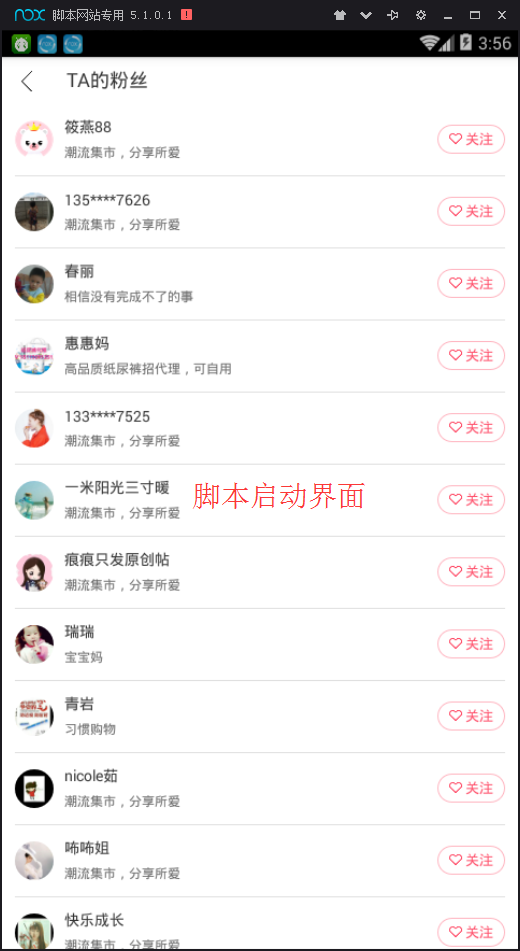 nox 脚本网站专用 5.1.0.1
3:56
TA的粉丝
筱燕88
潮流集市，分享所爱
关注
135****7626
潮流集市，分享所爱
关注
春丽
相信没有完成不了的事
关注
惠惠妈
高品质纸尿裤招代理，可自用
关注
133****7525
潮流集市，分享所爱
关注
一米阳光三寸暖
潮流集市，分享所爱
关注
脚本启动界面
痕痕只发原创帖
潮流集市，分享所爱
关注
瑞瑞
宝宝妈
关注
青岩
习惯购物
关注
nicole茹
潮流集市，分享所爱
关注
咘咘姐
潮流集市，分享所爱
关注
快乐成长
潮流集市，分享所爱
关注